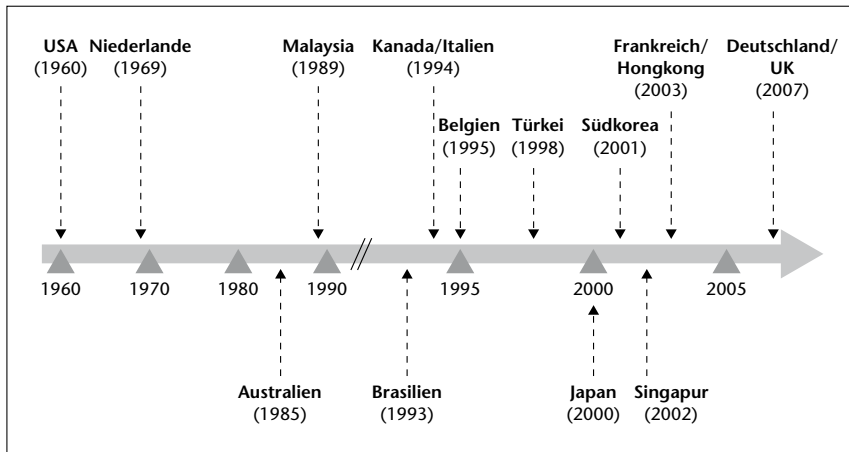 USA
(1960)
Niederlande
(1969)
Malaysia
(1989)
Kanada/Italien
(1994)
Frankreich/
Hongkong
(2003)
Deutschland/
UK
(2007)
Belgien
(1995)
Türkei
(1998)
Südkorea
(2001)
1960
1970
1980
1990
1995
2000
2005
Australien
(1985)
Brasilien
(1993)
Japan
(2000)
Singapur
(2002)